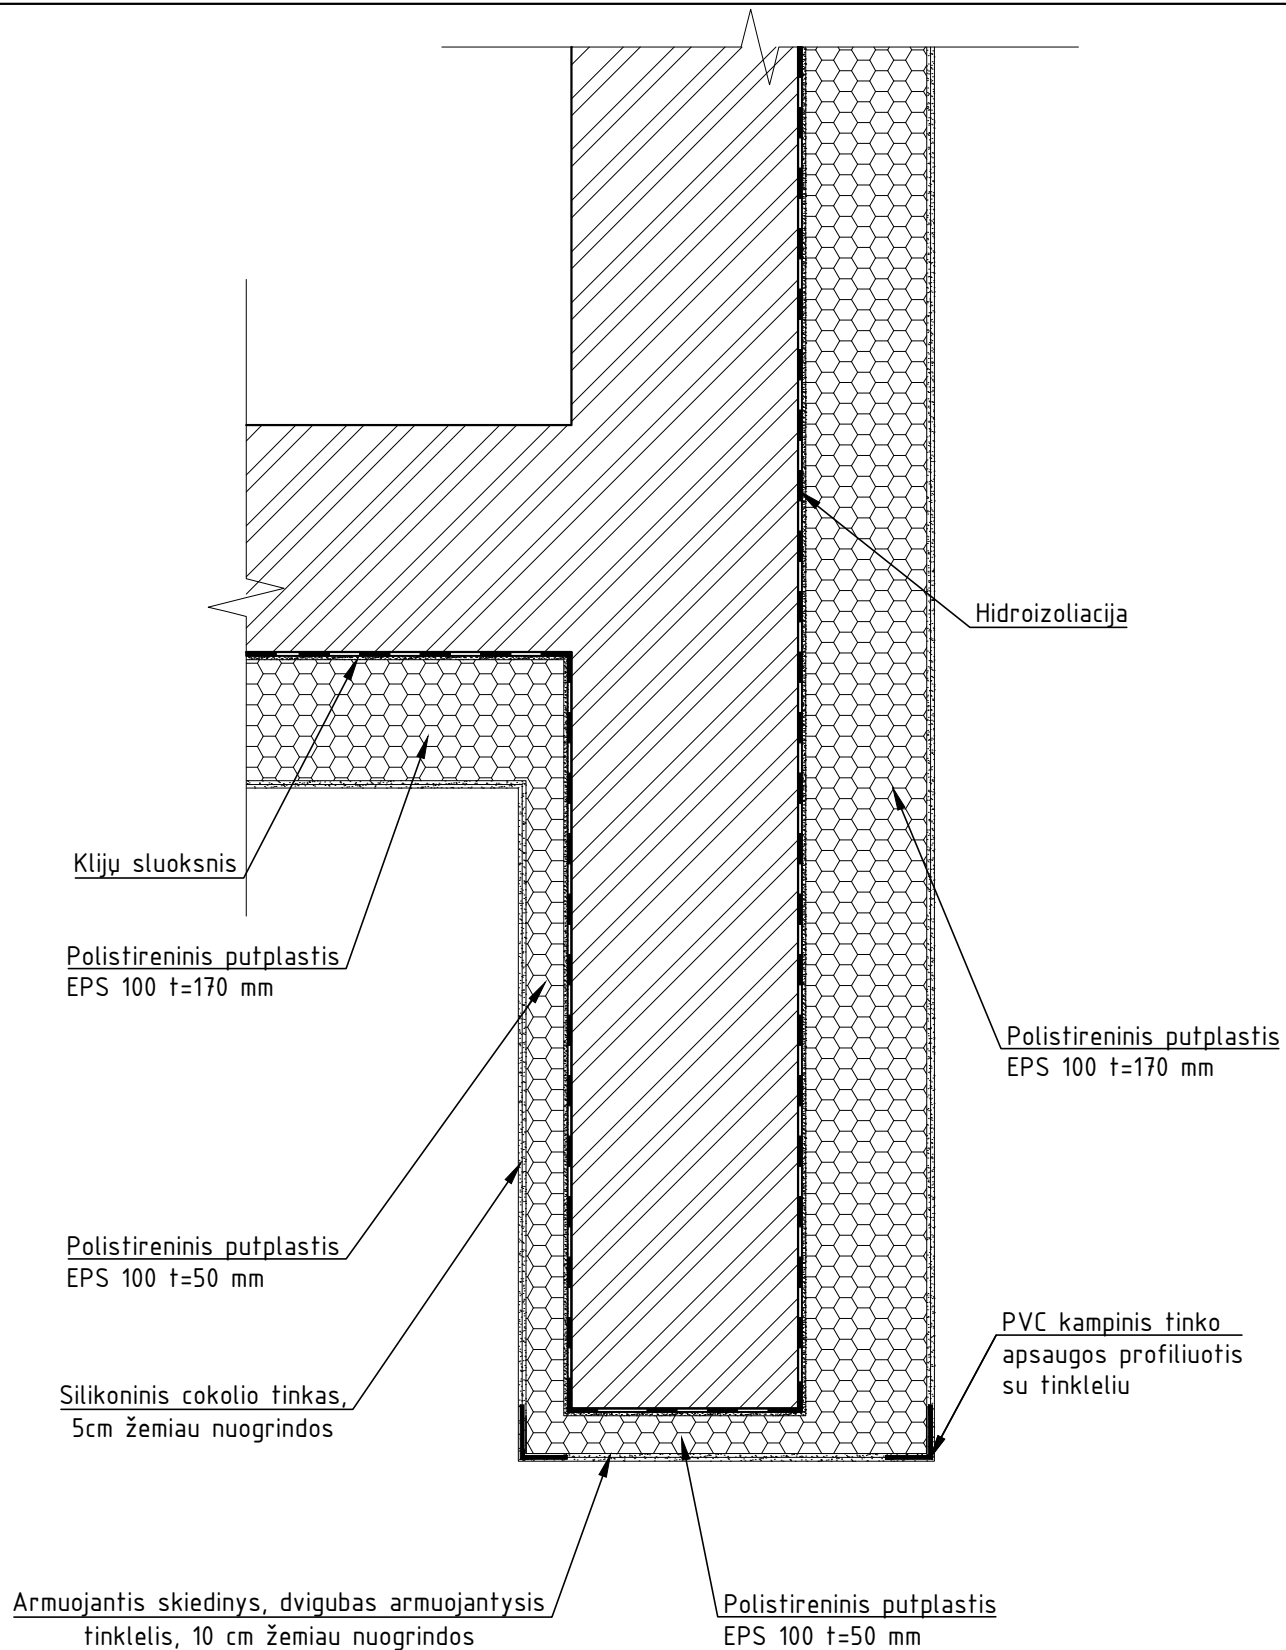 Hidroizoliacija
Klijų sluoksnis
Polistireninis putplastis
EPS 100 t=170 mm
Polistireninis putplastis
EPS 100 t=170 mm
Polistireninis putplastis
EPS 100 t=50 mm
PVC kampinis tinko
apsaugos profiliuotis
su tinkleliu
Silikoninis cokolio tinkas,
5cm žemiau nuogrindos
Armuojantis skiedinys, dvigubas armuojantysis
tinklelis, 10 cm žemiau nuogrindos
Polistireninis putplastis
EPS 100 t=50 mm